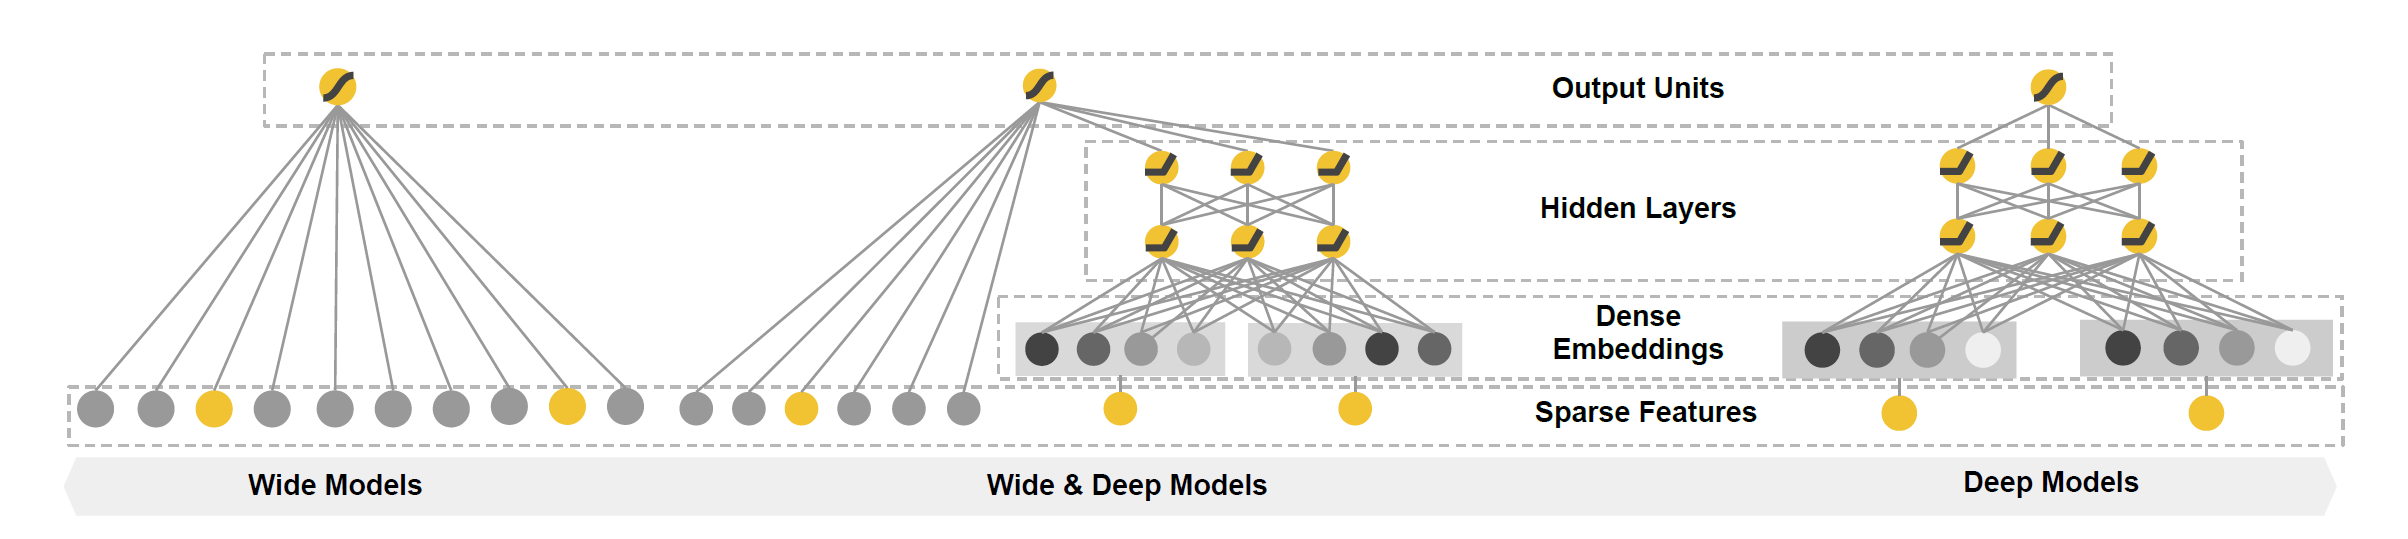 Output Units
Hidden Layers
Dense
Embeddings
Sparse Features
Wide Models
Wide & Deep Models
Deep Models